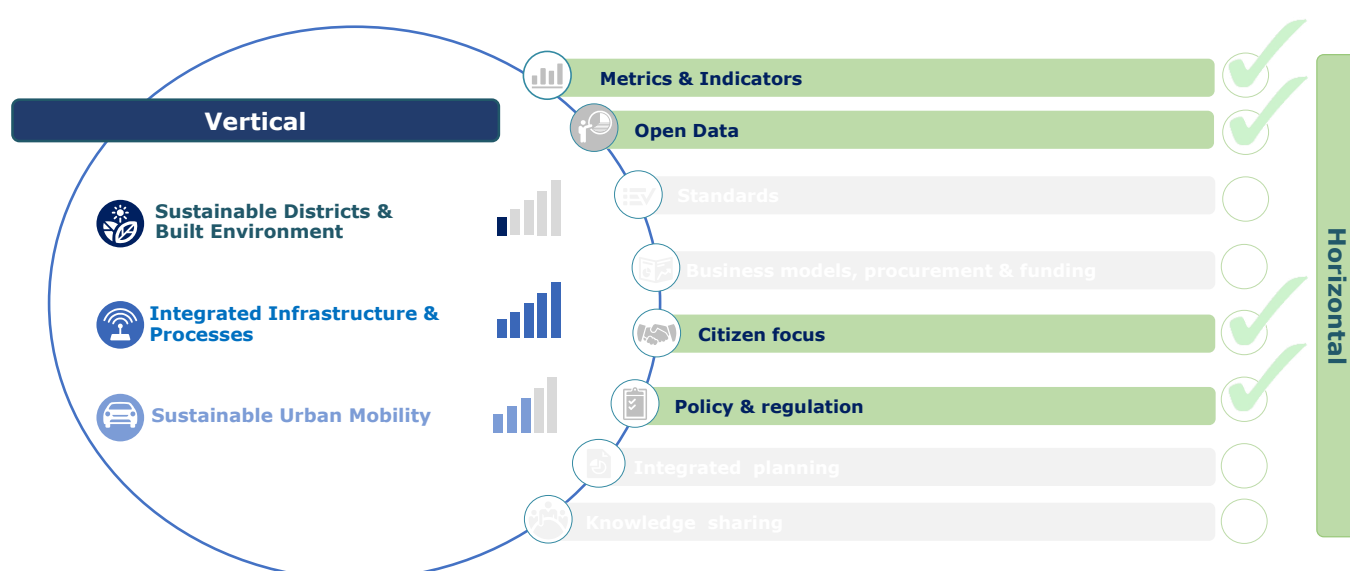 Vertical
Sustainable Districts &
Built Environment
Integrated Infrastructure &
Processes
Sustainable Urban Mobility
Metrics & Indicators
Open Data
Standards
Business models, procurement & funding
Citizen focus
Policy & regulation
Integrated planning
Knowledge sharing
Horizontal